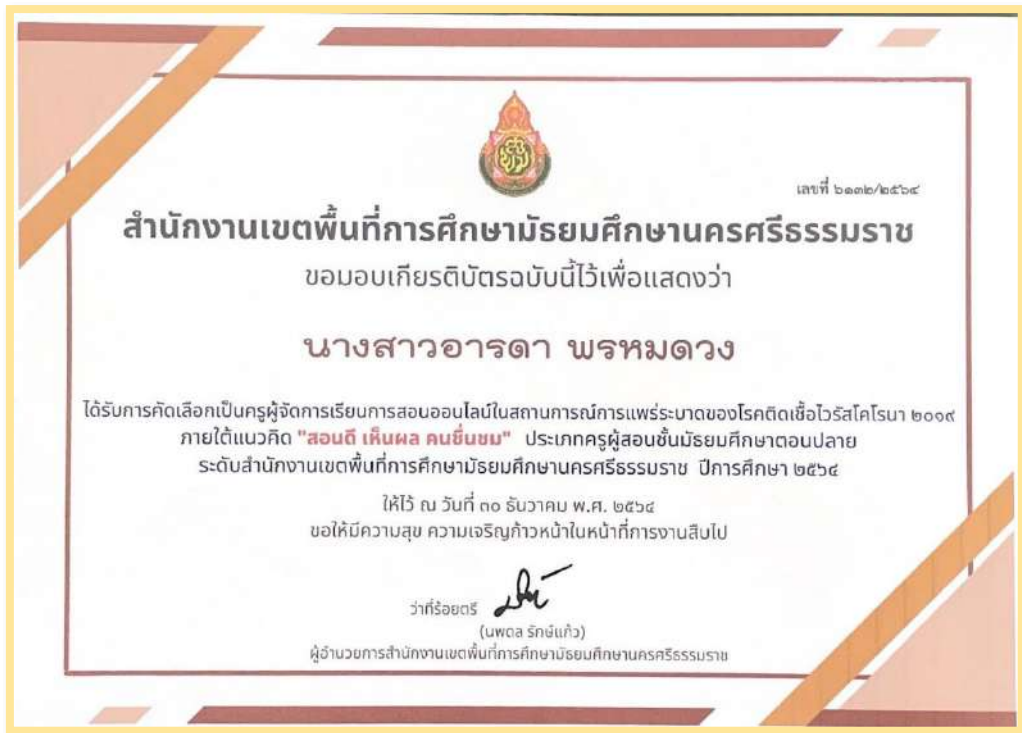 เลขที่ ๖๑๓๒/๒๕๖๔
สำนักงานเขตพื้นที่การศึกษามัธยมศึกษานครศรีธรรมราช
ขอมอบเกียรติบัตรฉบับนี้ไว้เพื่อแสดงว่า
นางสาวอารดา พรหมดวง
ได้รับการคัดเลือกเป็นครูผู้จัดการเรียนการสอนออนไลน์ในสถานการณ์การแพร่ระบาดของโรคติดเชื้อไวรัสโคโรนา ๒๐๑๙
ภายใต้แนวคิด "สอนดี เห็นผล คนชื่นชม" ประเภทครูผู้สอนชั้นมัธยมศึกษาตอนปลาย
ระดับสำนักงานเขตพื้นที่การศึกษามัธยมศึกษานครศรีธรรมราช ปีการศึกษา ๒๕๖๔
ให้ไว้ ณ วันที่ ๓๐ ธันวาคม พ.ศ. ๒๕๖๔
ขอให้มีความสุข ความเจริญก้าวหน้าในหน้าที่การงานสืบไป
ว่าที่ร้อยตรี
(นพดล รักษ์แก้ว)
ผู้อำนวยการสำนักงานเขตพื้นที่การศึกษามัธยมศึกษานครศรีธรรมราช